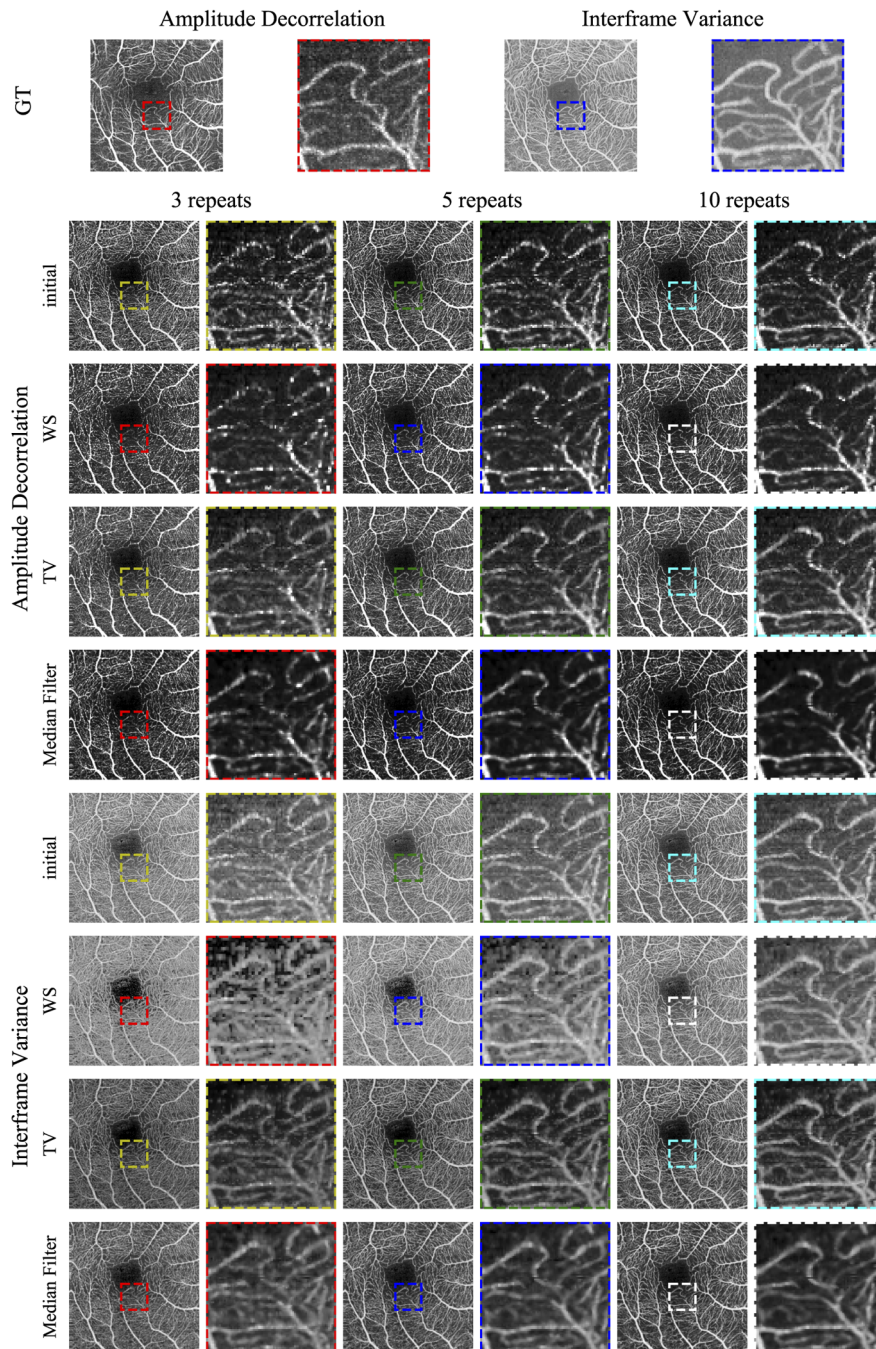 Amplitude Decorrelation
Interframe Variance
GT
3 repeats
5 repeats
10 repeats
Amplitude Decorrelation
initial
WS
TV
Median Filter
Interframe Variance
initial
WS
TV
Median Filter